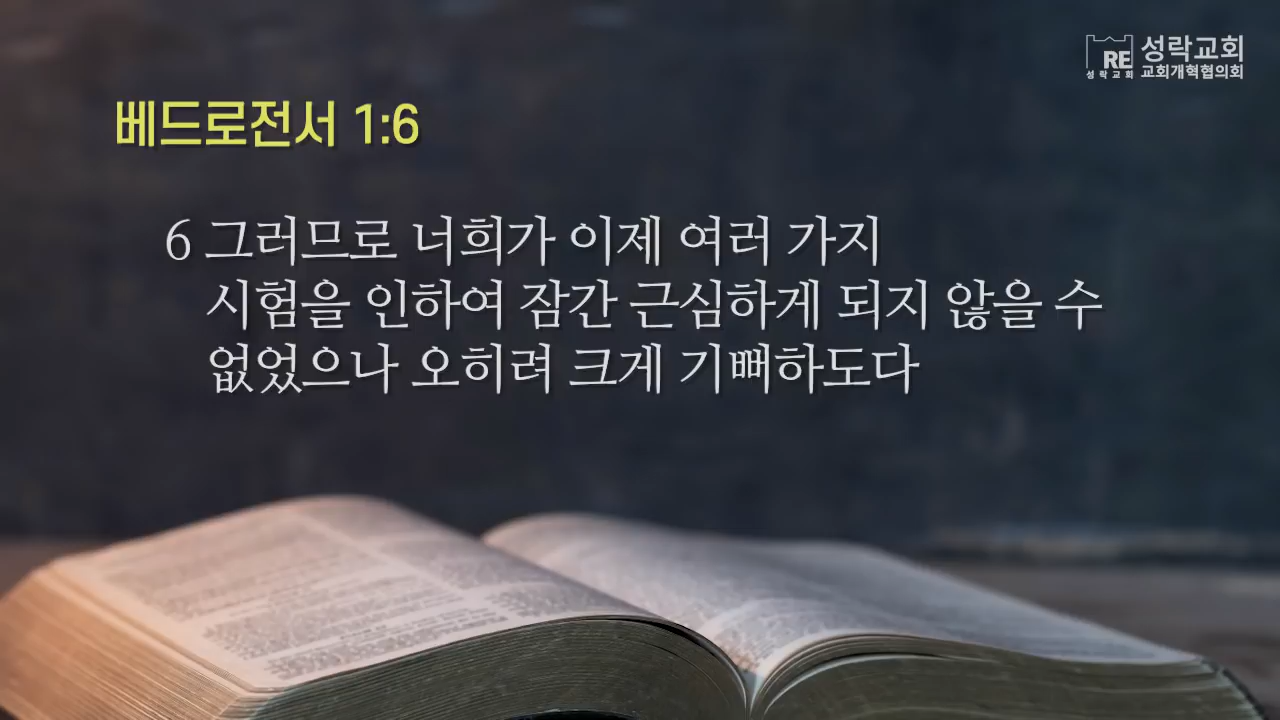 RE
성락교회
성락교회
교회개혁협의회
베드로전서 1:6
6 그러므로 너희가 이제 여러 가지
시험을 인하여 잠간 근심하게 되지 않을 수
없었으나 오히려 크게 기뻐하도다